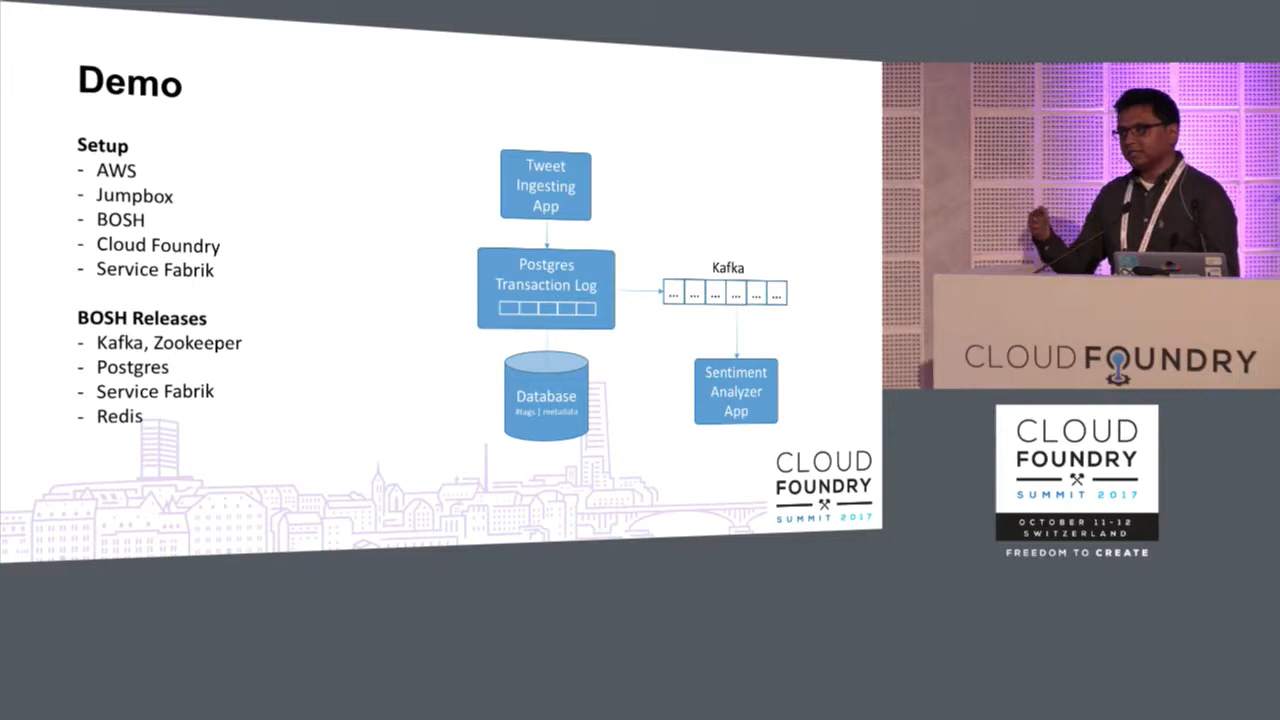 Demo
Setup
- AWS
- Jumpbox
- BOSH
- Cloud Foundry
- Service Fabrik
BOSH Releases
- Kafka, Zookeeper
- Postgres
- Service Fabrik
- Redis
Tweet
Ingesting
App
Postgres
Transaction Log
Kafka
... ... ... ... ... ...
Database
#tags | metadata
Sentiment
Analyzer
App
CLOUD
FOUNDRY
SUMMIT 2017
CLOUD FOUNDRY
CLOUD
FOUNDRY
SUMMIT 2017
OCTOBER 11-12
SWITZERLAND
FREEDOM TO CREATE